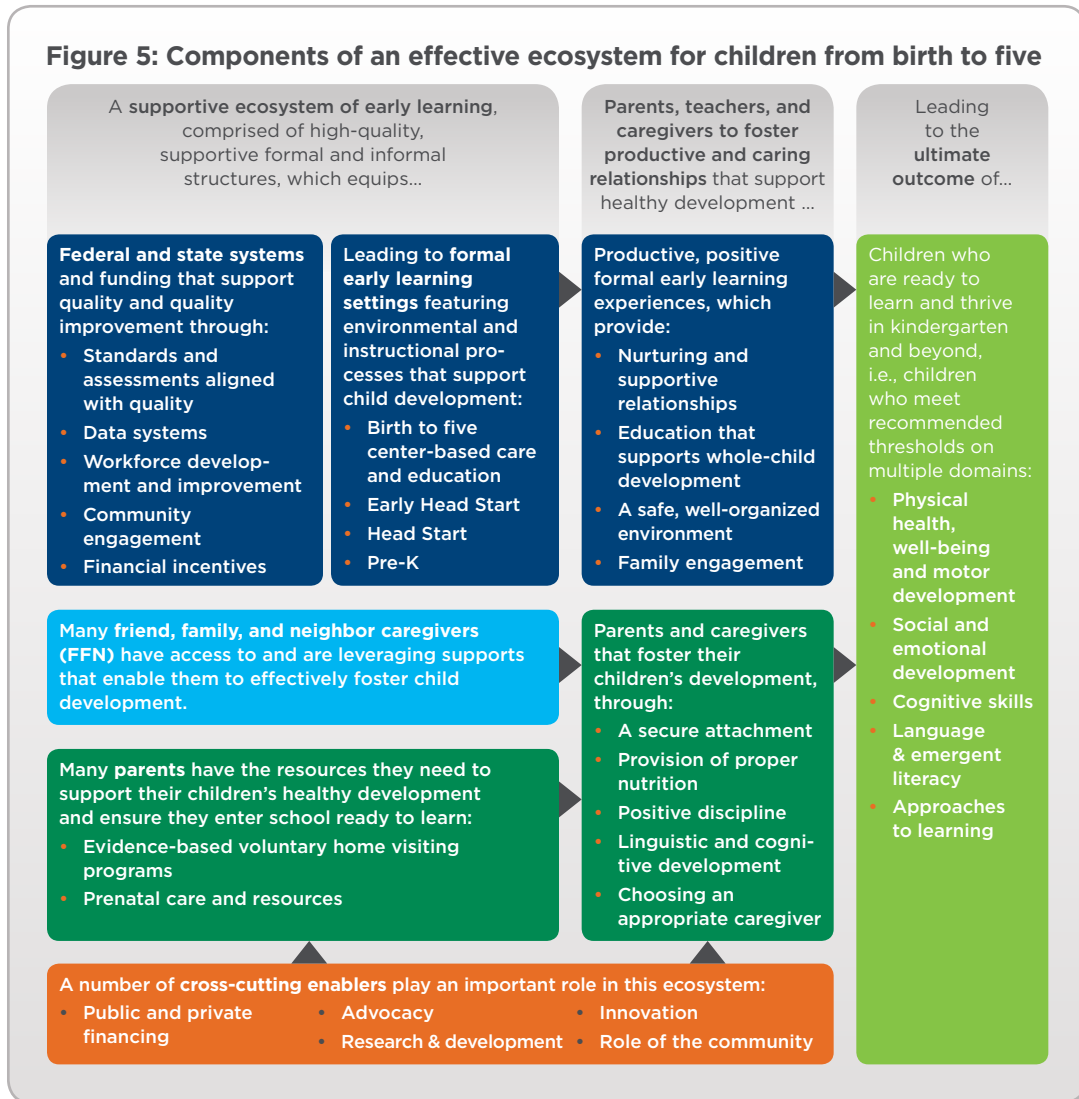 Figure 5: Components of an effective ecosystem for children from birth to five
A supportive ecosystem of early learning,
comprised of high-quality,
supportive formal and informal
structures, which equips...
Parents, teachers, and
caregivers to foster
productive and caring
relationships that support
healthy development ...
Leading
to the
ultimate
outcome of...
Federal and state systems
and funding that support
quality and quality
improvement through:
• Standards and
assessments aligned
with quality
• Data systems
• Workforce develop-
ment and improvement
• Community
engagement
• Financial incentives
Leading to formal
early learning
settings featuring
environmental and
instructional pro-
cesses that support
child development:
• Birth to five
center-based care
and education
• Early Head Start
• Head Start
• Pre-K
Productive, positive
formal early learning
experiences, which
provide:
• Nurturing and
supportive
relationships
• Education that
supports whole-child
development
• A safe, well-organized
environment
• Family engagement
Children who
are ready to
learn and thrive
in kindergarten
and beyond,
i.e., children
who meet
recommended
thresholds on
multiple domains:
• Physical
health,
well-being
and motor
development
• Social and
emotional
development
• Cognitive skills
• Language
& emergent
literacy
• Approaches
to learning
Many friend, family, and neighbor caregivers
(FFN) have access to and are leveraging supports
that enable them to effectively foster child
development.
Parents and caregivers
that foster their
children's development,
through:
• A secure attachment
• Provision of proper
nutrition
• Positive discipline
• Linguistic and cogni-
tive development
• Choosing an
appropriate caregiver
Many parents have the resources they need to
support their children's healthy development
and ensure they enter school ready to learn:
• Evidence-based voluntary home visiting
programs
• Prenatal care and resources
A number of cross-cutting enablers play an important role in this ecosystem:
• Public and private
financing
• Advocacy
• Research & development
• Innovation
• Role of the community